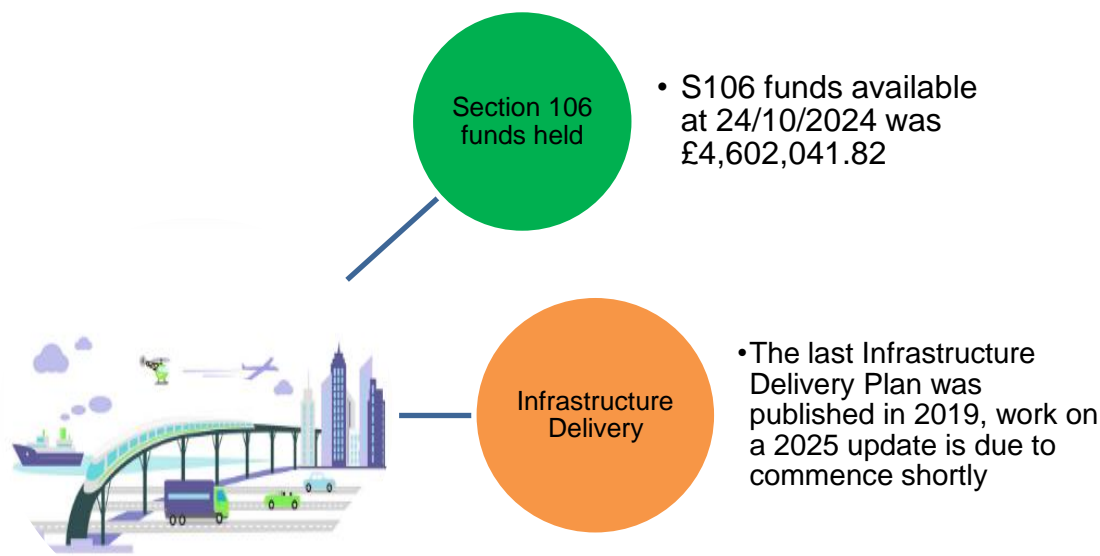 Section 106
funds held
• S106 funds available
at 24/10/2024 was
£4,602,041.82
Infrastructure
Delivery
•The last Infrastructure
Delivery Plan was
published in 2019, work on
a 2025 update is due to
commence shortly